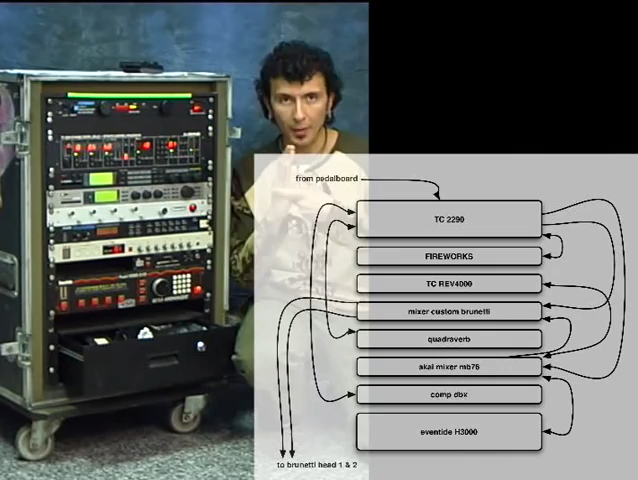 from pedalboard
TC 2290
FIREWORKS
TC REV4000
mixer custom brunetti
quadraverb
akai mixer mb76
comp dbx
eventide H3000
to brunetti head 1 & 2